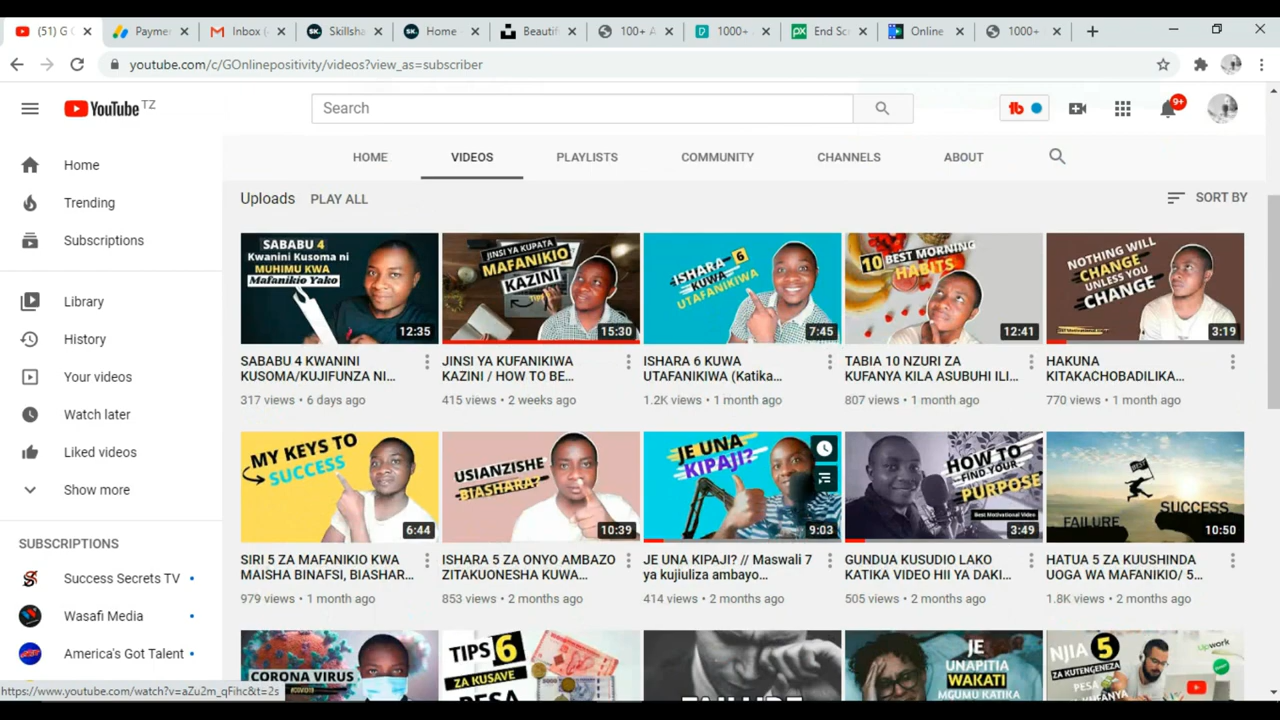 (51) G C
Payme
Inbox (
Skillsha
Home
Beautif
100+ A
1000+
End Scr
Online
1000+
youtube.com/c/GOnlinepositivity/videos?view_as=subscriber
YouTube TZ
Search
9+
HOME VIDEOS PLAYLISTS COMMUNITY CHANNELS ABOUT
Home
Trending
Subscriptions
Library
History
Your videos
Watch later
Liked videos
Show more
SUBSCRIPTIONS
Success Secrets TV
Wasafi Media
America's Got Talent
Uploads PLAY ALL SORT BY
SABABU 4
Kwanini Kusoma ni
MUHIMU KWA
Mafanikio Yako
12:35
SABABU 4 KWANINI
KUSOMA/KUJIFUNZA NI...
317 views • 6 days ago
JINSI YA KUPATA
MAFANIKIO
KAZINI
15:30
JINSI YA KUFANIKIWA
KAZINI / HOW TO BE...
415 views • 2 weeks ago
ISHARA 6
KUWA
UTAFANIKIWA
7:45
ISHARA 6 KUWA
UTAFANIKIWA (Katika...
1.2K views • 1 month ago
10 BEST MORNING
HABITS
12:41
TABIA 10 NZURI ZA
KUFANYA KILA ASUBUHI ILI...
807 views • 1 month ago
NOTHING WILL
CHANGE
UNLESS YOU
CHANGE
3:19
HAKUNA
KITAKACHOBADILIKA...
770 views • 1 month ago
MY KEYS TO
SUCCESS
6:44
SIRI 5 ZA MAFANIKIO KWA
MAISHA BINAFSI, BIASHAR...
979 views • 1 month ago
USIANZISHE
BIASHARA?
10:39
ISHARA 5 ZA ONYO AMBAZO
ZITAKUONESHA KUWA...
853 views • 2 months ago
JE UNA
KIPAJI?
9:03
JE UNA KIPAJI? // Maswali 7
ya kujiuliza ambayo...
414 views • 2 months ago
HOW TO
FIND YOUR
PURPOSE
Best Motivational Video
3:49
GUNDUA KUSUDIO LAKO
KATIKA VIDEO HII YA DAKI...
505 views • 2 months ago
BEST
FAILURE
SUCCESS
10:50
HATUA 5 ZA KUUSHINDA
UOGA WA MAFANIKIO/ 5...
1.8K views • 2 months ago
CORONA VIRUS
TIPS 6
ZA KUSAVE
PESA
FAILURE
JE
UNAPITIA
WAKATI
MGUMU KATIKA
NJIA 5
ZA KUTENGENEZA
PESA
Upwork
https://www.youtube.com/watch?v=aZu2m_qFihc&t=2s